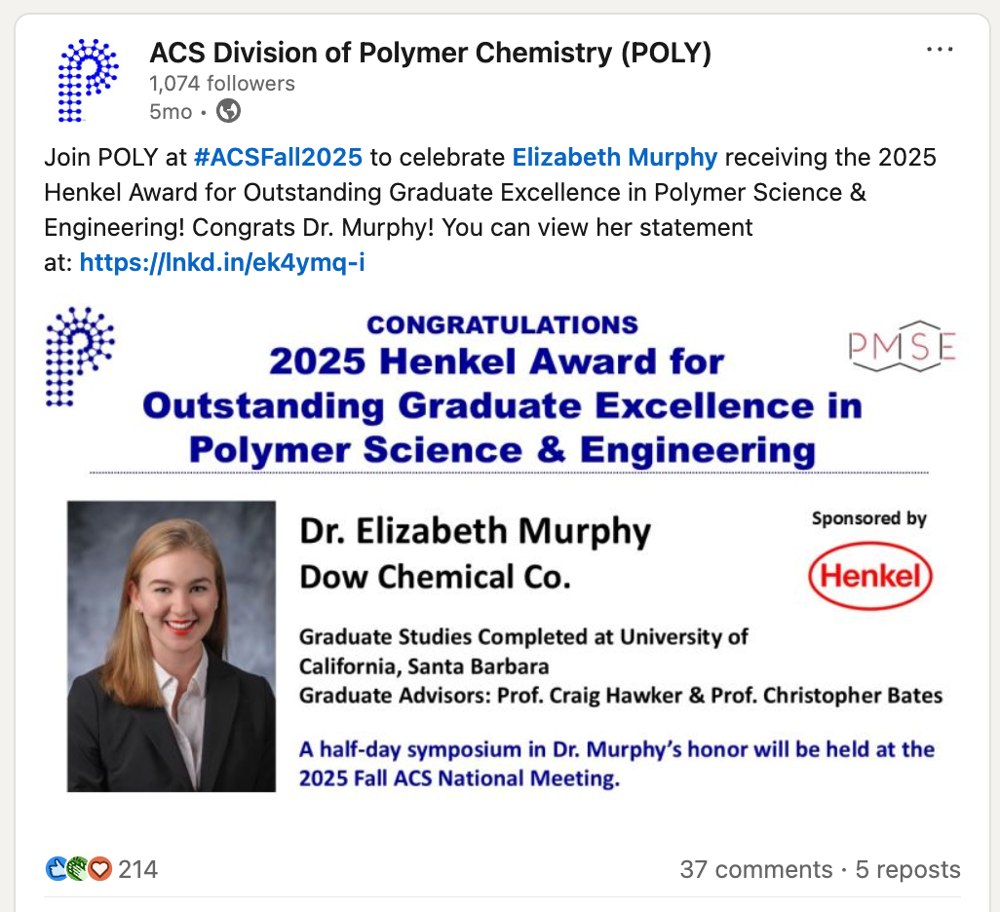 ACS Division of Polymer Chemistry (POLY)
1,074 followers
5mo •
Join POLY at #ACSFall2025 to celebrate Elizabeth Murphy receiving the 2025
Henkel Award for Outstanding Graduate Excellence in Polymer Science &
Engineering! Congrats Dr. Murphy! You can view her statement
at: https://lnkd.in/ek4ymq-i
CONGRATULATIONS
2025 Henkel Award for
Outstanding Graduate Excellence in
Polymer Science & Engineering
PMSE
Dr. Elizabeth Murphy
Dow Chemical Co.
Sponsored by
Henkel
Graduate Studies Completed at University of
California, Santa Barbara
Graduate Advisors: Prof. Craig Hawker & Prof. Christopher Bates
A half-day symposium in Dr. Murphy's honor will be held at the
2025 Fall ACS National Meeting.
214
37 comments · 5 reposts